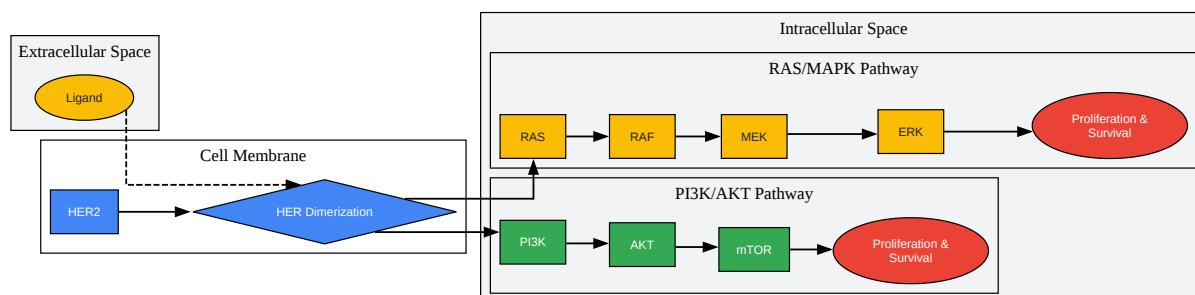 Extracellular Space
Ligand
Cell Membrane
HER2
HER Dimerization
Intracellular Space
RAS/MAPK Pathway
RAS
RAF
MEK
ERK
Proliferation &
Survival
PI3K/AKT Pathway
PI3K
AKT
mTOR
Proliferation &
Survival